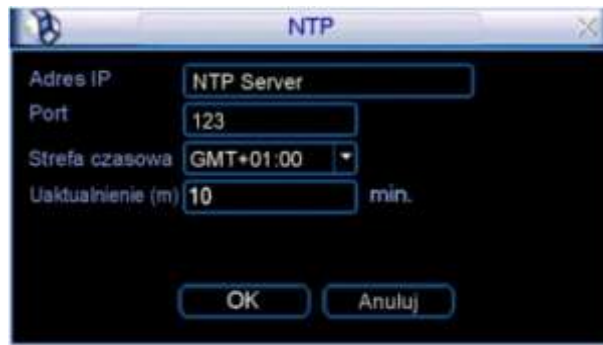 NTP
Adres IP NTP Server
Port 123
Strefa czasowa GMT+01:00
Uaktualnienie (m) 10 min.
OK Anuluj